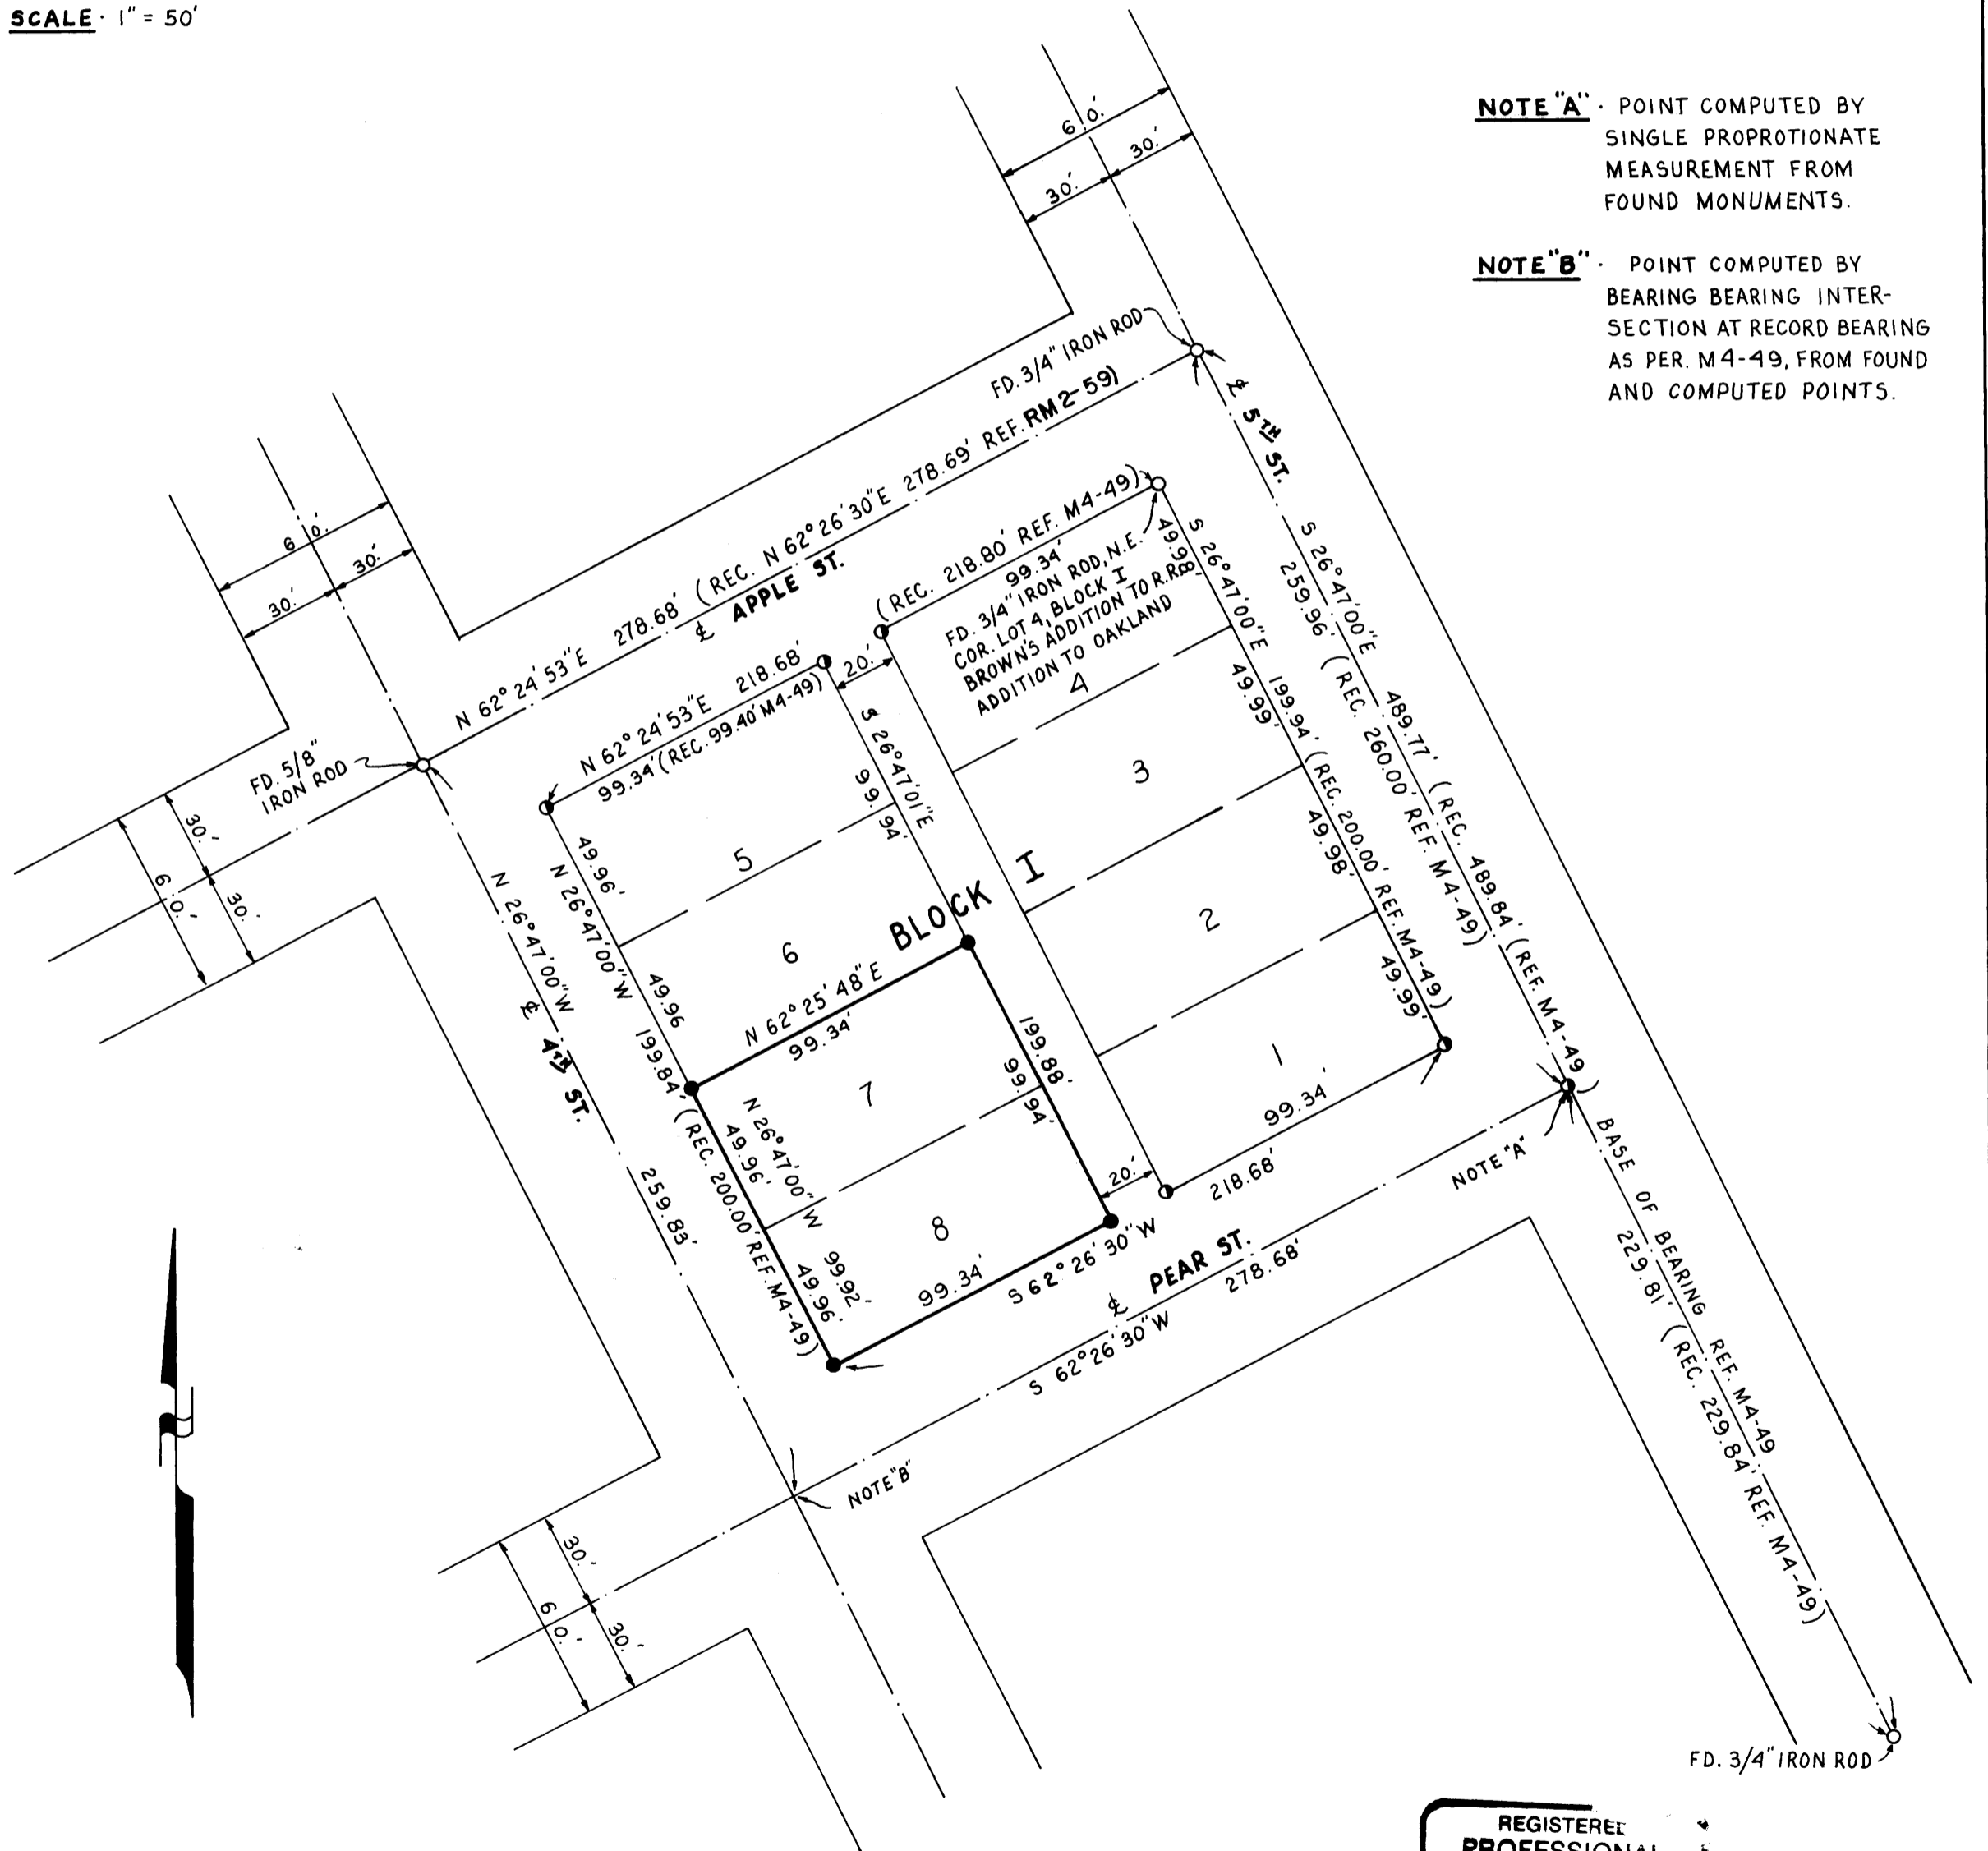 SCALE · 1" = 50'
NOTE "A" · POINT COMPUTED BY
SINGLE PROPROTIONATE
MEASUREMENT FROM
FOUND MONUMENTS.
NOTE "B" · POINT COMPUTED BY
BEARING BEARING INTER-
SECTION AT RECORD BEARING
AS PER. M4-49, FROM FOUND
AND COMPUTED POINTS.
60.'
30.'
30.'
FD. 3/4" IRON ROD
60.'
30.'
30.'
N 62° 24' 53" E 278.68' (REC. N 62° 26' 30" E 278.69' REF. RM2-59)
℄ APPLE ST.
℄ 5TH ST.
FD. 5/8"
IRON ROD
30.'
60.'
30.'
N 62° 24' 53" E 218.68'
99.34' (REC. 99.40' M4-49)
20.'
(REC. 218.80' REF. M4-49)
99.34'
FD. 3/4" IRON ROD, N.E.
COR. LOT 4, BLOCK I
BROWN'S ADDITION TO R.R.
ADDITION TO OAKLAND
S 26° 47' 00" E 199.94' (REC. 200.00' REF. M4-49)
49.98'
49.99'
49.98'
49.99'
S 26° 47' 00" E 489.77' (REC. 489.84' (REF. M4-49)
259.96' (REC. 260.00' REF. M4-49)
4
3
2
1
S 26° 47' 01" E 199.88'
99.94'
99.94'
5
6
BLOCK I
49.96'
49.96
N 26° 47' 00" W 199.84' (REC. 200.00' REF. M4-49)
N 26° 47' 00" W 259.83'
℄ 4TH ST.
N 62° 25' 48" E
99.34'
7
8
N 26° 47' 00" W 99.92'
49.96'
49.96'
99.34'
S 62° 26' 30" W 218.68'
20.'
99.34'
℄ PEAR ST.
S 62° 26' 30" W 278.68'
NOTE "A"
NOTE "B"
BASE OF BEARING REF. M4-49
229.81' (REC. 229.84' REF. M4-49)
30.'
60.'
30.'
FD. 3/4" IRON ROD
REGISTERED
PROFESSIONAL